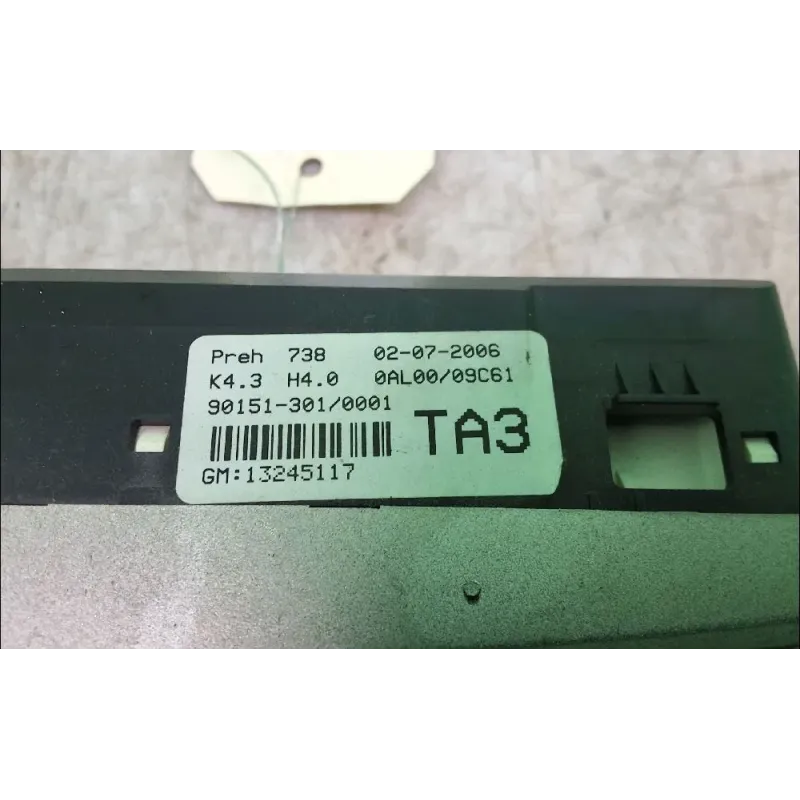 Preh 738 02-07-2006
K4.3 H4.0 0AL00/09C61
90151-301/0001
TA3
GM:13245117